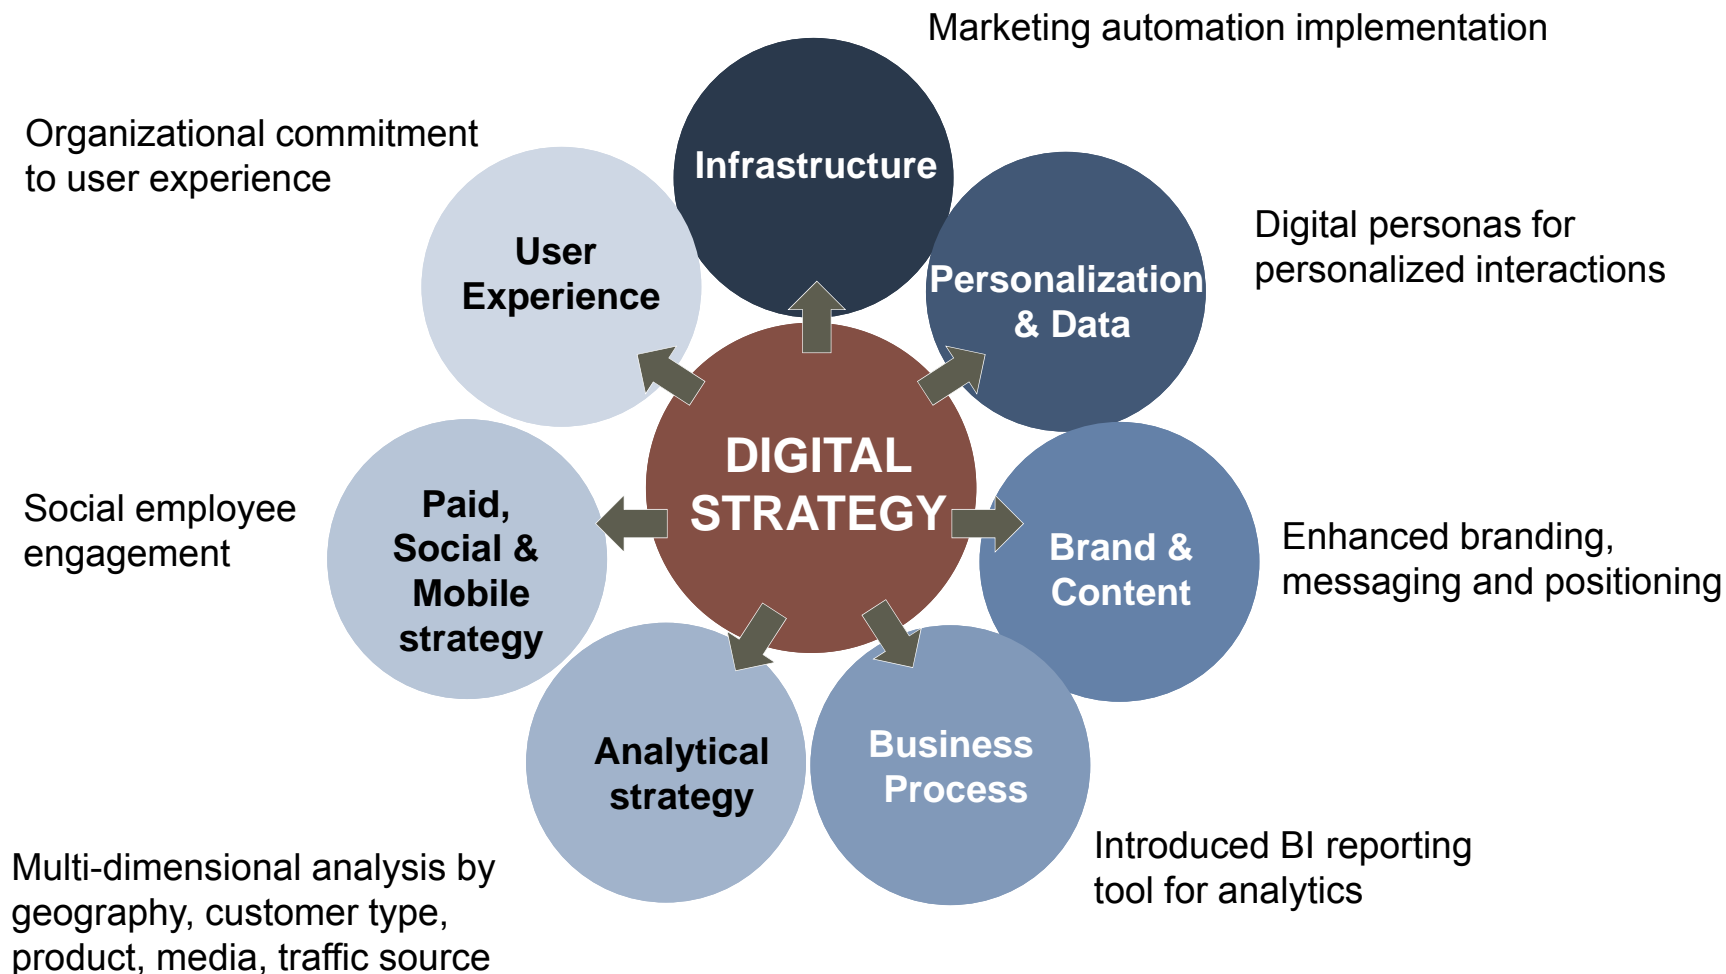 Marketing automation implementation
Organizational commitment
to user experience
Infrastructure
User
Experience
Digital personas for
personalized interactions
Personalization
& Data
DIGITAL
STRATEGY
Social employee
engagement
Paid,
Social &
Mobile
strategy
Brand &
Content
Enhanced branding,
messaging and positioning
Analytical
strategy
Business
Process
Multi-dimensional analysis by
geography, customer type,
product, media, traffic source
Introduced BI reporting
tool for analytics